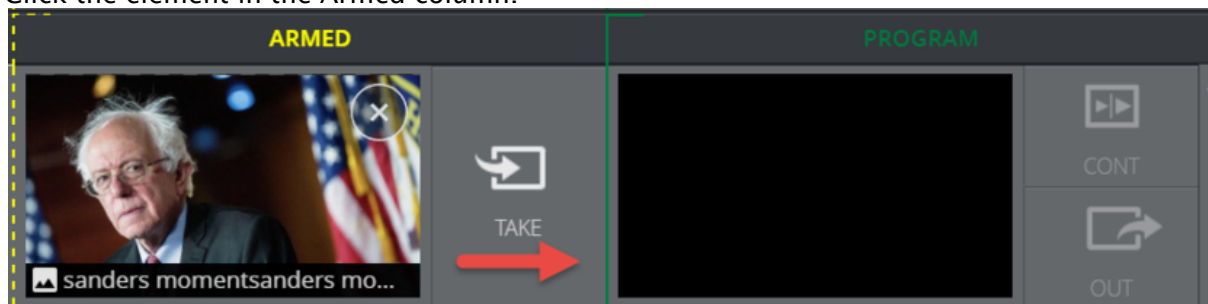 Click the element in the Armed column.
ARMED
PROGRAM
TAKE
CONT
sanders momentsanders mo...
OUT